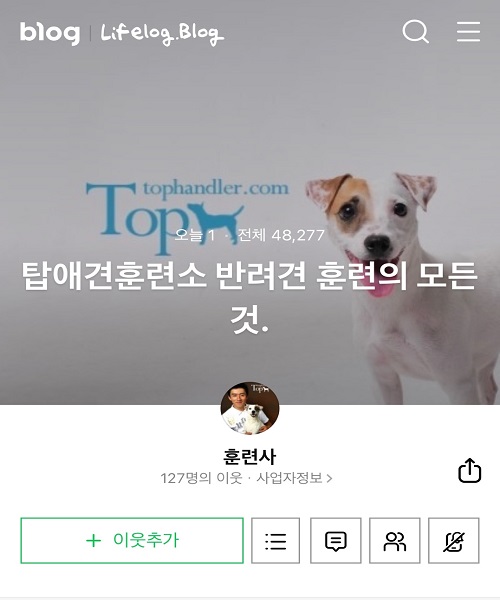 blog | Lifelog.Blog
tophandler.com
Top
오늘 1 · 전체 48,277
탑애견훈련소 반려견 훈련의 모든
것.
Top
훈련사
127명의 이웃 · 사업자정보 >
+ 이웃추가